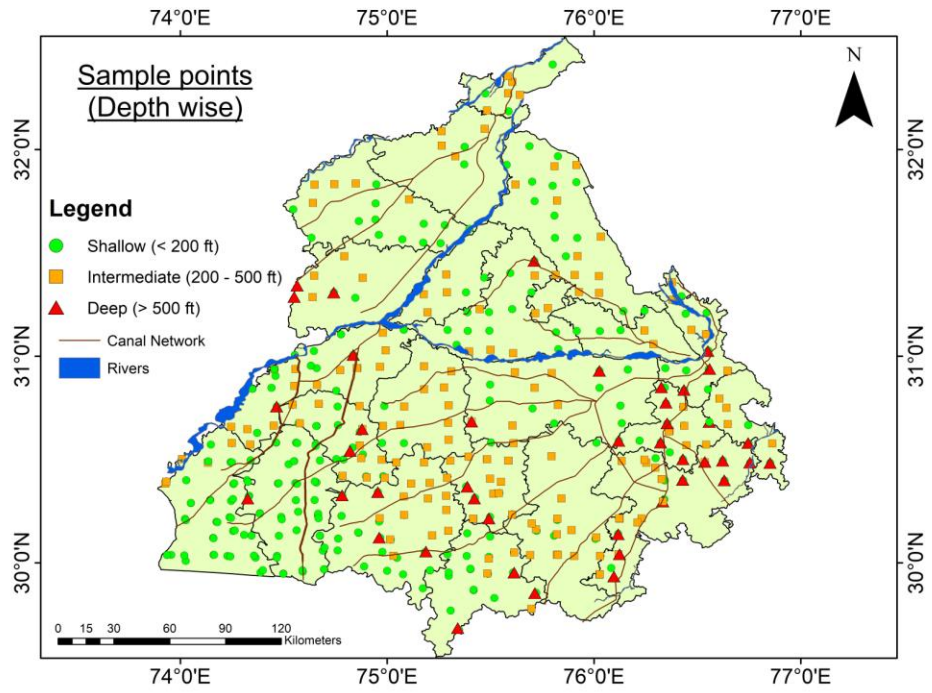 74°0'E 75°0'E 76°0'E 77°0'E
Sample points
(Depth wise)
N
32°0'N 32°0'N
Legend
Shallow (< 200 ft)
Intermediate (200 - 500 ft)
Deep (> 500 ft)
Canal Network
Rivers
31°0'N 31°0'N
30°0'N 30°0'N
0 15 30 60 90 120
Kilometers
74°0'E 75°0'E 76°0'E 77°0'E